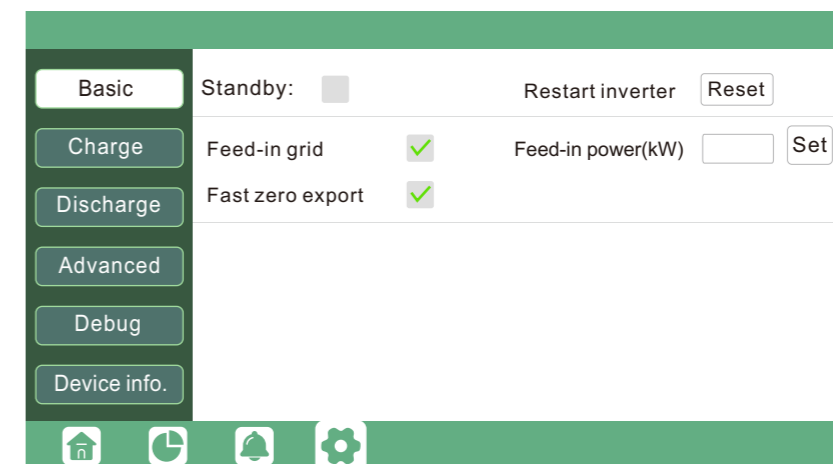 Basic
Standby:
Restart inverter
Reset
Charge
Feed-in grid
Feed-in power(kW)
Set
Discharge
Fast zero export
Advanced
Debug
Device info.